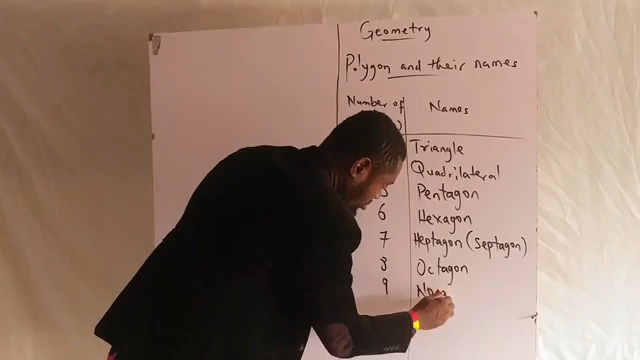 Geometry
Polygon and their names
Number of Names
Triangle
Quadrilateral
5 Pentagon
6 Hexagon
7 Heptagon (Septagon)
8 Octagon
9